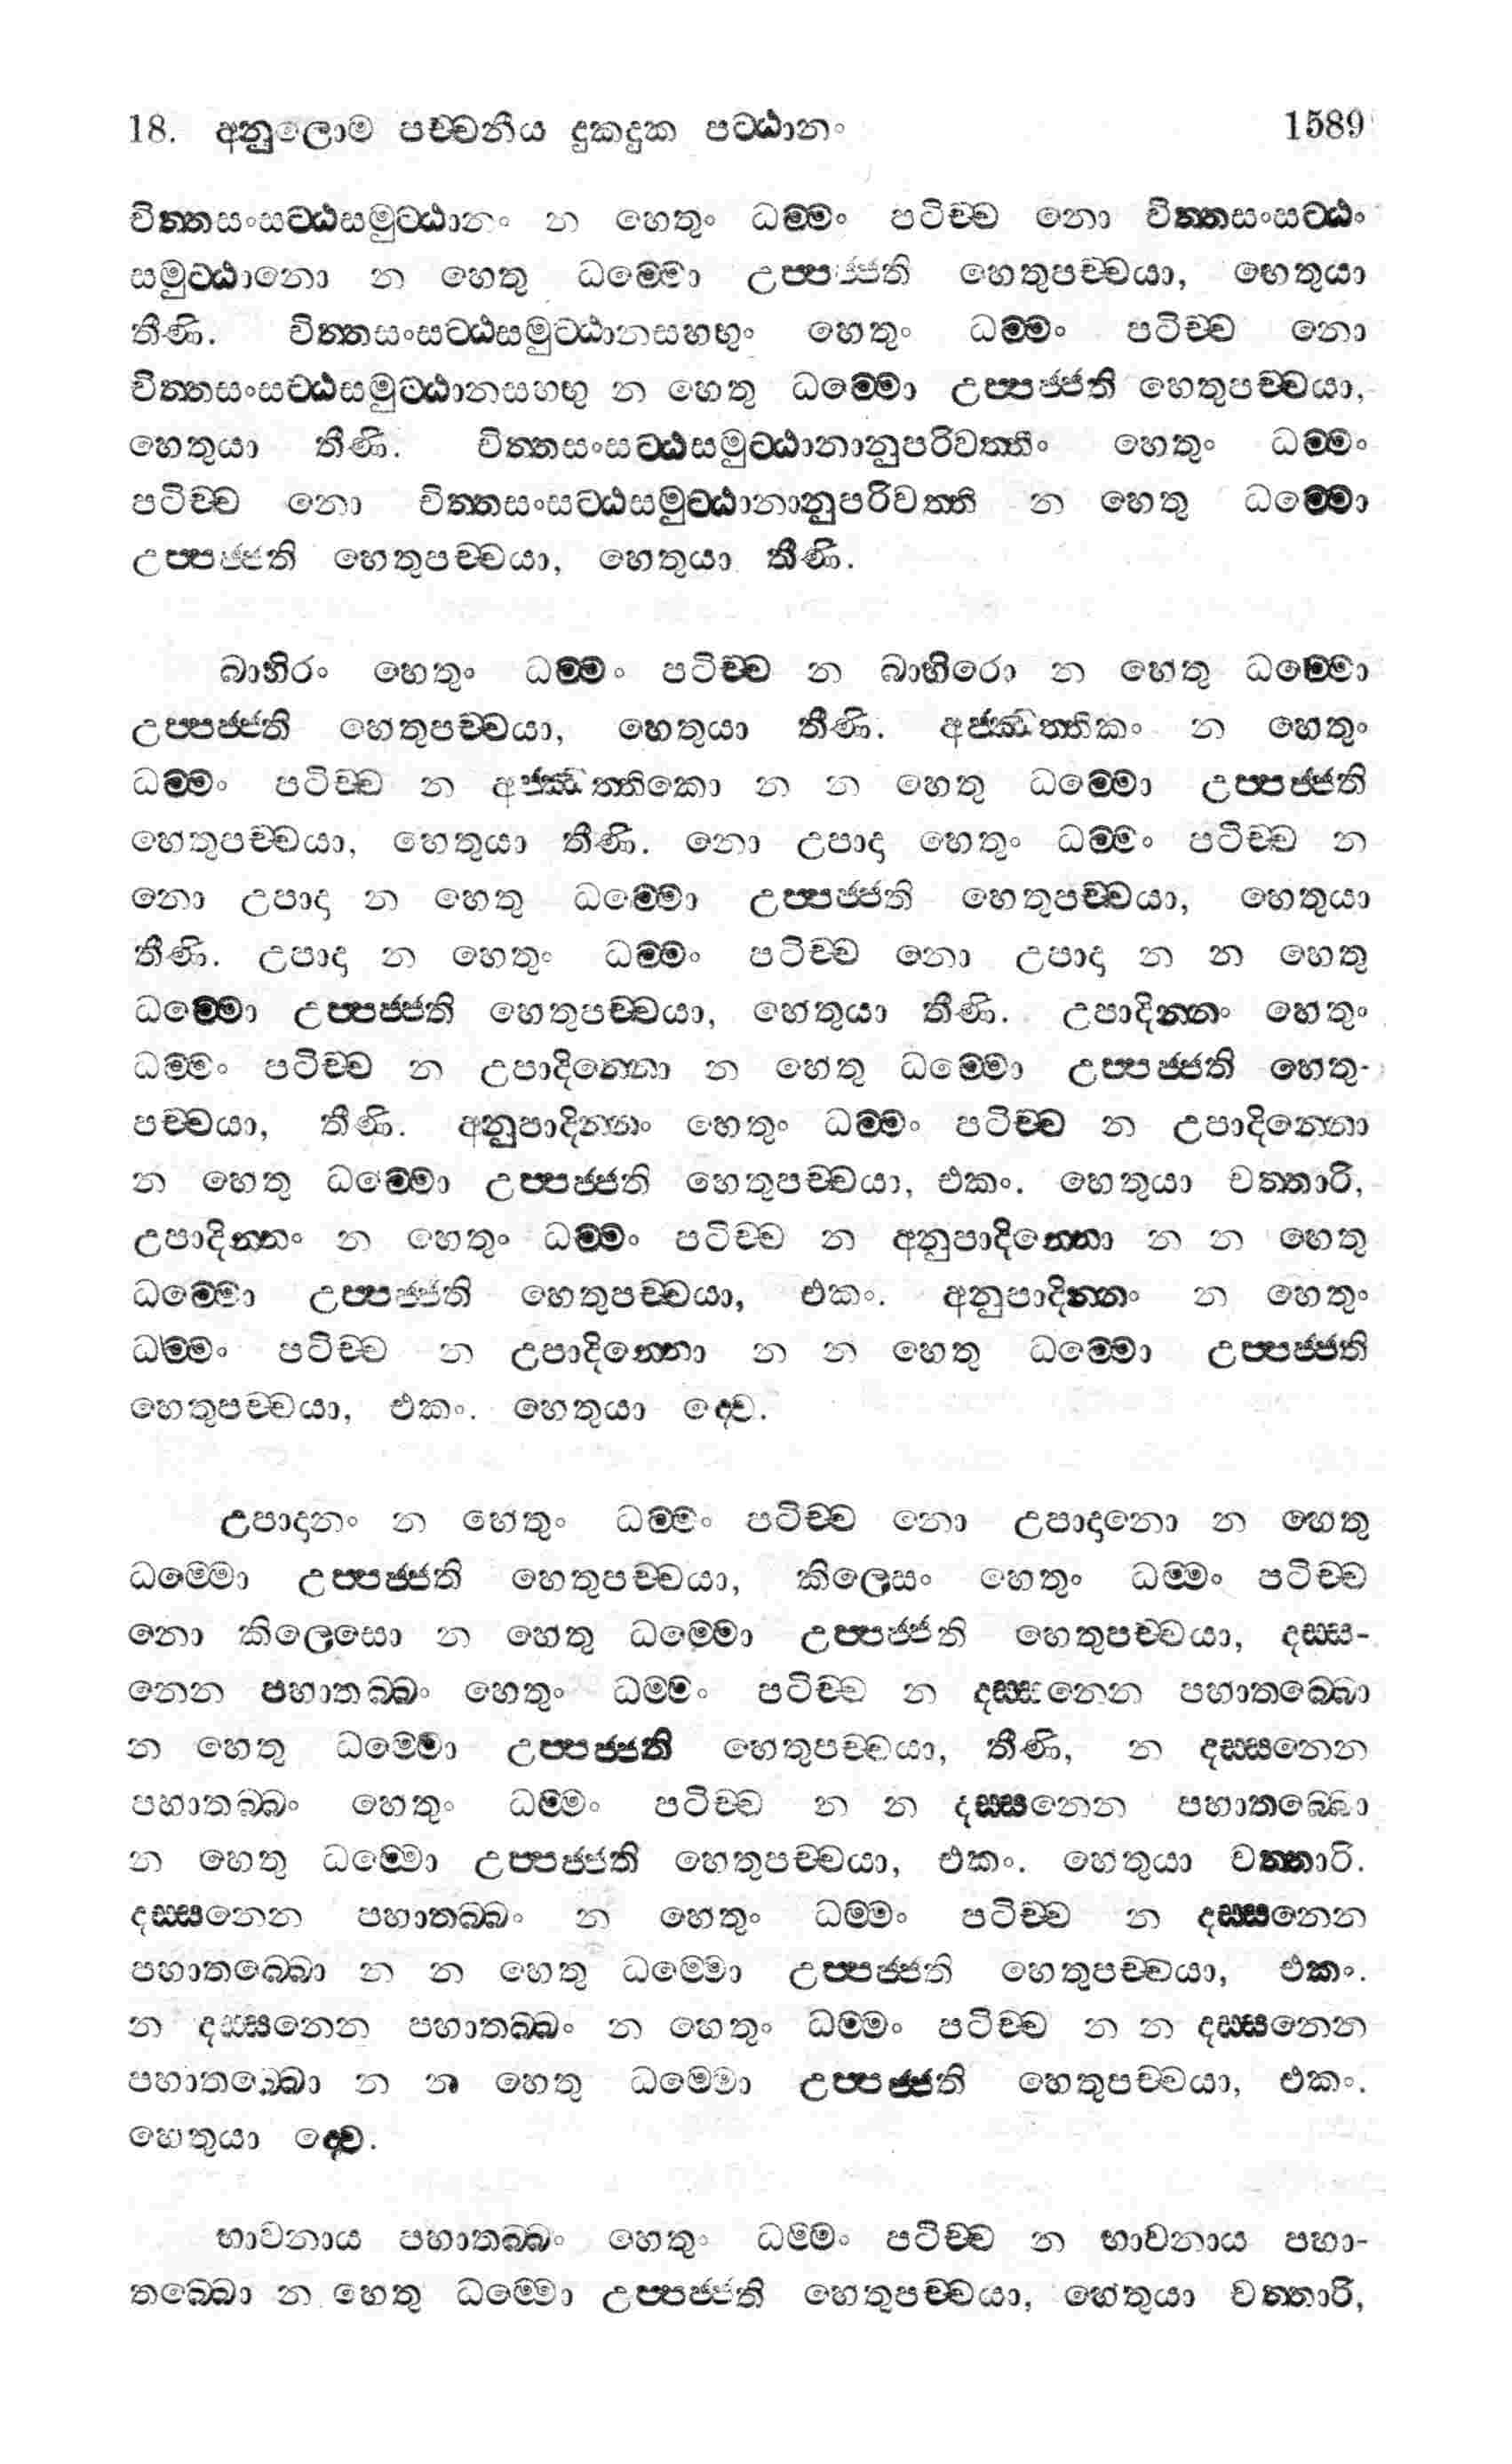 18. අනුලොම පච්චනීය දුකදුක පට්ඨානං 1589
චිත්තසංසට්ඨසමුට්ඨානං න හෙතුං ධම්මං පටිච්ච නො චිත්තසංසට්ඨං
සමුට්ඨානො න හෙතු ධම්මො උප්පජ්ජති හෙතුපච්චයා, හෙතුයා
තීණි. චිත්තසංසට්ඨසමුට්ඨානසහභුං හෙතුං ධම්මං පටිච්ච නො
චිත්තසංසට්ඨසමුට්ඨානසහභු න හෙතු ධම්මො උප්පජ්ජති හෙතුපච්චයා,
හෙතුයා තීණි. චිත්තසංසට්ඨසමුට්ඨානානුපරිවත්තිං හෙතුං ධම්මං
පටිච්ච නො චිත්තසංසට්ඨසමුට්ඨානානුපරිවත්ති න හෙතු ධම්මො
උප්පජ්ජති හෙතුපච්චයා, හෙතුයා තීණි.
බාහිරං හෙතුං ධම්මං පටිච්ච න බාහිරො න හෙතු ධම්මො
උප්පජ්ජති හෙතුපච්චයා, හෙතුයා තීණි. අජ්ඣත්තිකං න හෙතුං
ධම්මං පටිච්ච න අජ්ඣත්තිකො න න හෙතු ධම්මො උප්පජ්ජති
හෙතුපච්චයා, හෙතුයා තීණි. නො උපාදා හෙතුං ධම්මං පටිච්ච න
නො උපාදා න හෙතු ධම්මො උප්පජ්ජති හෙතුපච්චයා, හෙතුයා
තීණි. උපාදා න හෙතුං ධම්මං පටිච්ච නො උපාදා න න හෙතු
ධම්මො උප්පජ්ජති හෙතුපච්චයා, හෙතුයා තීණි. උපාදින්නං හෙතුං
ධම්මං පටිච්ච න උපාදින්නො න හෙතු ධම්මො උප්පජ්ජති හෙතු-
පච්චයා, තීණි. අනුපාදින්නං හෙතුං ධම්මං පටිච්ච න උපාදින්නො
න හෙතු ධම්මො උප්පජ්ජති හෙතුපච්චයා, එකං. හෙතුයා චත්තාරි,
උපාදින්නං න හෙතුං ධම්මං පටිච්ච න අනුපාදින්නො න න හෙතු
ධම්මො උප්පජ්ජති හෙතුපච්චයා, එකං. අනුපාදින්නං න හෙතුං
ධම්මං පටිච්ච න උපාදින්නො න න හෙතු ධම්මො උප්පජ්ජති
හෙතුපච්චයා, එකං. හෙතුයා ද්වෙ.
උපාදානං න හෙතුං ධම්මං පටිච්ච නො උපාදානො න හෙතු
ධම්මො උප්පජ්ජති හෙතුපච්චයා, කිලෙසං හෙතුං ධම්මං පටිච්ච
නො කිලෙසො න හෙතු ධම්මො උප්පජ්ජති හෙතුපච්චයා, දස්ස-
නෙන පහාතබ්බං හෙතුං ධම්මං පටිච්ච න දස්සනෙන පහාතබ්බො
න හෙතු ධම්මො උප්පජ්ජති හෙතුපච්චයා, තීණි, න දස්සනෙන
පහාතබ්බං හෙතුං ධම්මං පටිච්ච න න දස්සනෙන පහාතබ්බො
න හෙතු ධම්මො උප්පජ්ජති හෙතුපච්චයා, එකං. හෙතුයා චත්තාරි.
දස්සනෙන පහාතබ්බං න හෙතුං ධම්මං පටිච්ච න දස්සනෙන
පහාතබ්බො න න හෙතු ධම්මො උප්පජ්ජති හෙතුපච්චයා, එකං.
න දස්සනෙන පහාතබ්බං න හෙතුං ධම්මං පටිච්ච න න දස්සනෙන
පහාතබ්බො න න හෙතු ධම්මො උප්පජ්ජති හෙතුපච්චයා, එකං.
හෙතුයා ද්වෙ.
භාවනාය පහාතබ්බං හෙතුං ධම්මං පටිච්ච න භාවනාය පහා-
තබ්බො න හෙතු ධම්මො උප්පජ්ජති හෙතුපච්චයා, හෙතුයා චත්තාරි,